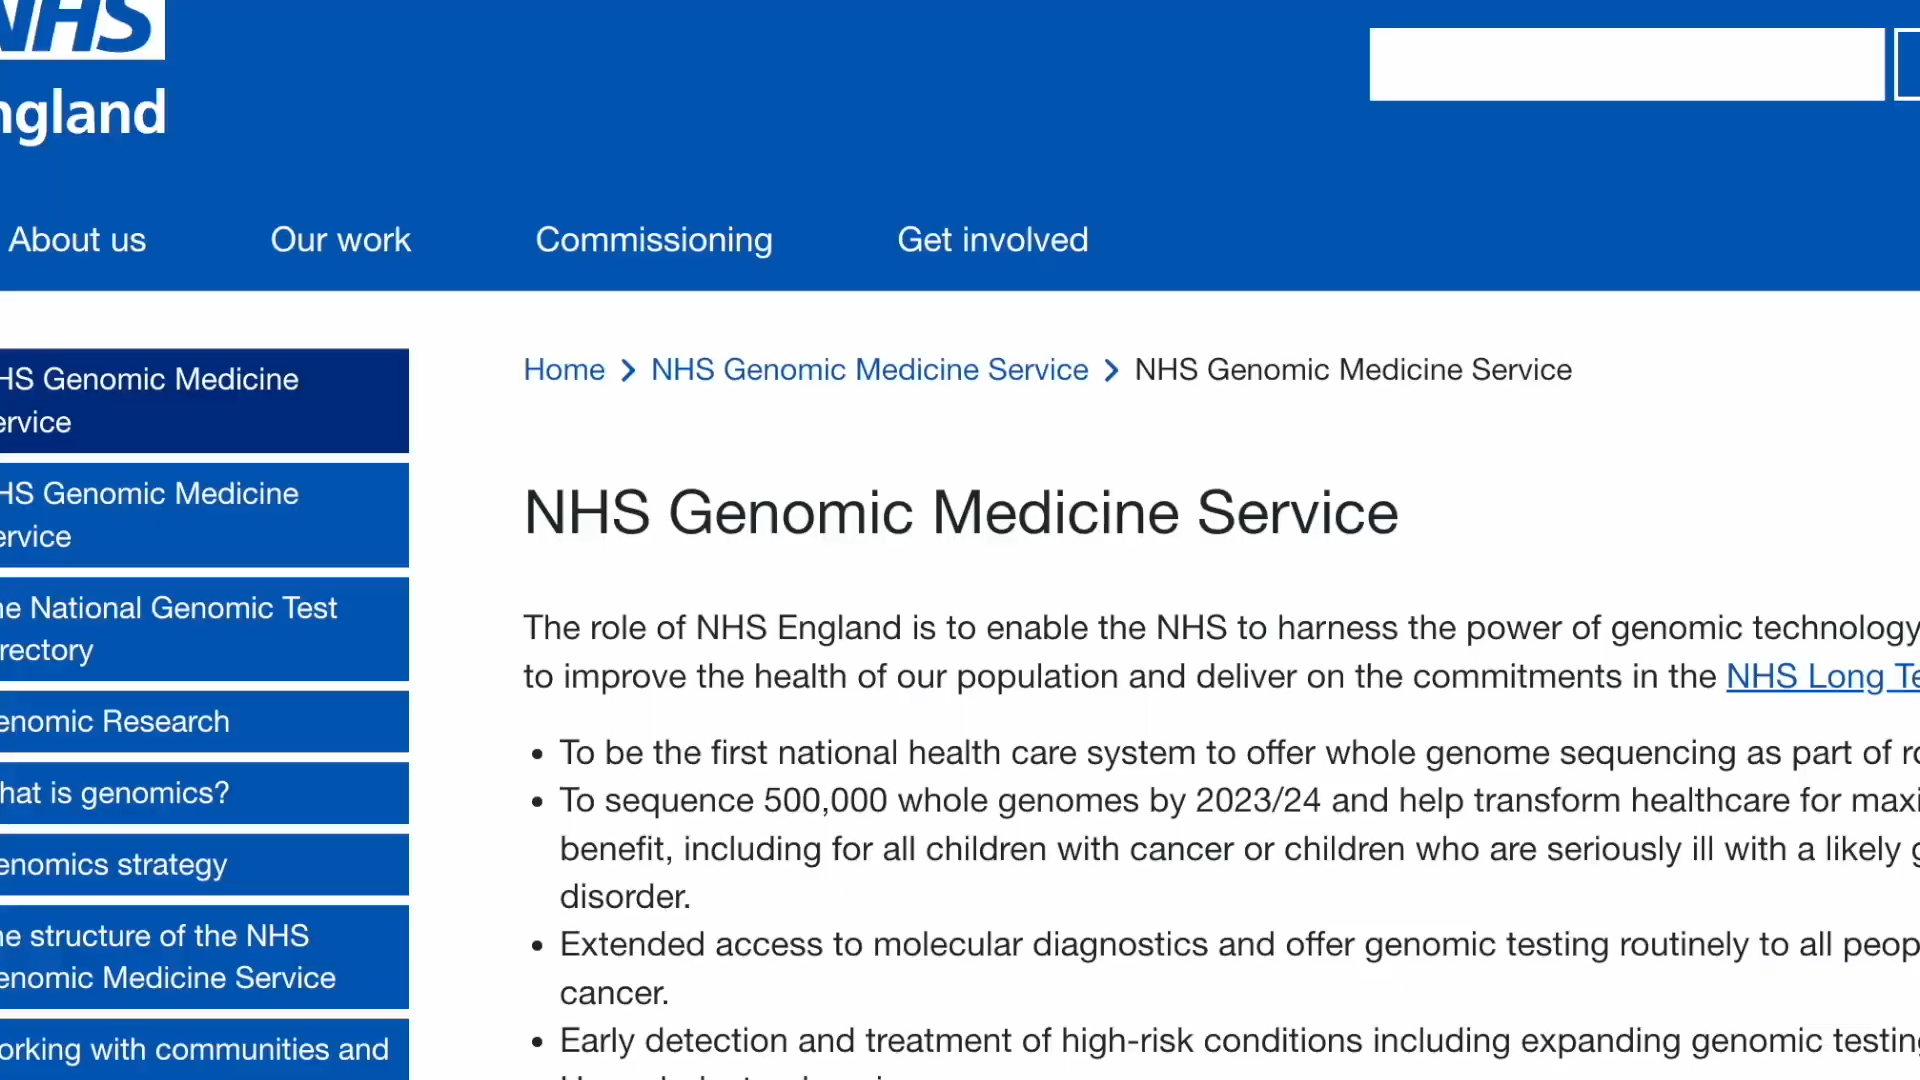 NHS
England
About us
Our work
Commissioning
Get involved
Home > NHS Genomic Medicine Service > NHS Genomic Medicine Service
HS Genomic Medicine
ervice
HS Genomic Medicine
ervice
he National Genomic Test
rectory
enomic Research
hat is genomics?
enomics strategy
he structure of the NHS
enomic Medicine Service
orking with communities and
NHS Genomic Medicine Service
The role of NHS England is to enable the NHS to harness the power of genomic technology
to improve the health of our population and deliver on the commitments in the NHS Long Te
• To be the first national health care system to offer whole genome sequencing as part of ro
• To sequence 500,000 whole genomes by 2023/24 and help transform healthcare for maxi
benefit, including for all children with cancer or children who are seriously ill with a likely g
disorder.
• Extended access to molecular diagnostics and offer genomic testing routinely to all peop
cancer.
• Early detection and treatment of high-risk conditions including expanding genomic testing